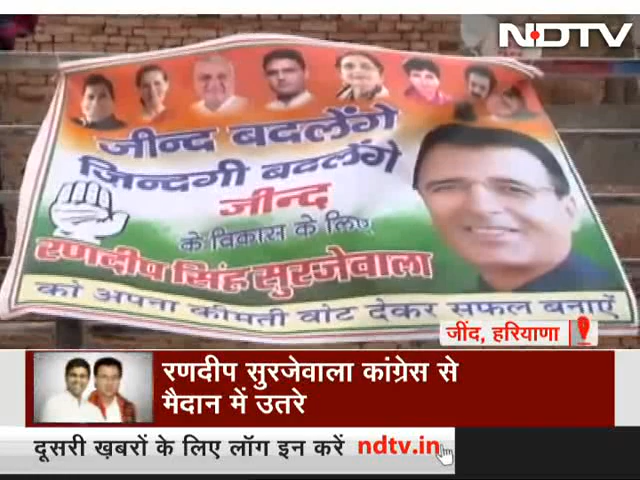 NDTV
जीन्द बदलेंगे
ज़िन्दगी बदलेंगे
जीन्द
के विकास के लिए
रणदीप सिंह सुरजेवाला
को अपना कीमती वोट देकर सफल बनाऐं
जींद, हरियाणा
रणदीप सुरजेवाला कांग्रेस से
मैदान में उतरे
दूसरी ख़बरों के लिए लॉग इन करें ndtv.in